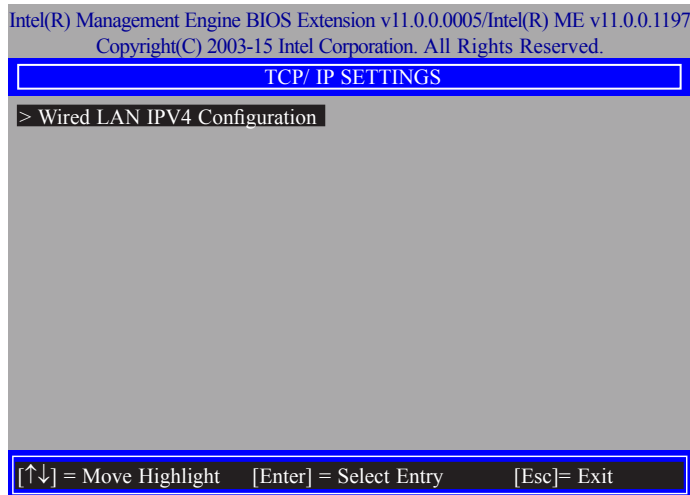 Intel(R) Management Engine BIOS Extension v11.0.0.0005/Intel(R) ME v11.0.0.1197
Copyright(C) 2003-15 Intel Corporation. All Rights Reserved.
TCP/ IP SETTINGS
> Wired LAN IPV4 Configuration
[↑↓] = Move Highlight [Enter] = Select Entry [Esc]= Exit